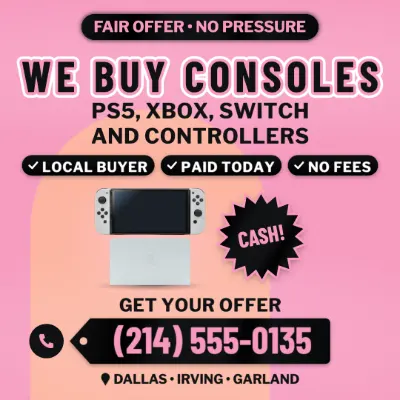 FAIR OFFER • NO PRESSURE
WE BUY CONSOLES
PS5, XBOX, SWITCH
AND CONTROLLERS
✓ LOCAL BUYER ✓ PAID TODAY ✓ NO FEES
CASH!
GET YOUR OFFER
(214) 555-0135
DALLAS • IRVING • GARLAND